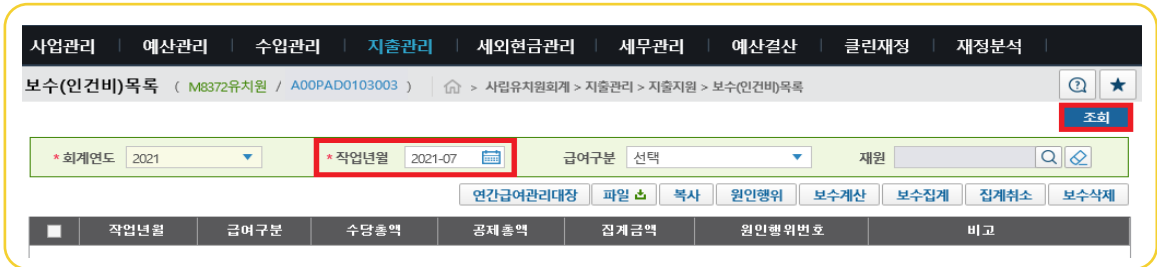 사업관리 예산관리 수입관리 지출관리 세외현금관리 세무관리 예산결산 클린재정 재정분석
보수(인건비)목록 ( M8372유치원 / A00PAD0103003 ) > 사립유치원회계 > 지출관리 > 지출지원 > 보수(인건비)목록
조회
*회계연도 2021 *작업년월 2021-07 급여구분 선택 재원
연간급여관리대장 파일 복사 원인행위 보수계산 보수집계 집계취소 보수삭제
작업년월 급여구분 수당총액 공제총액 집계금액 원인행위번호 비고